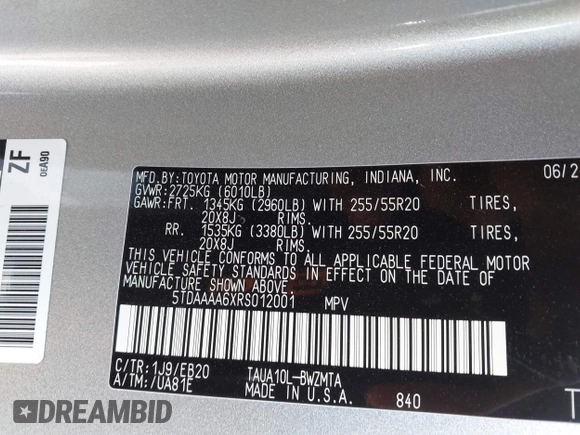 ZF
0EA90
MFD.BY:TOYOTA MOTOR MANUFACTURING, INDIANA, INC. 06/2
GVWR:2725KG (6010LB)
GAWR:FRT. 1345KG (2960LB) WITH 255/55R20 TIRES,
20X8J RIMS.
RR. 1535KG (3380LB) WITH 255/55R20 TIRES,
20X8J RIMS.
THIS VEHICLE CONFORMS TO ALL APPLICABLE FEDERAL MOTOR
VEHICLE SAFETY STANDARDS IN EFFECT ON THE DATE OF
MANUFACTURE SHOWN ABOVE.
5TDAAAA6XRS012001 MPV
C/TR:1J9/EB20 TAUA10L-BWZMTA
A/TM:/UA81E MADE IN U.S.A. 840 T
DREAMBID